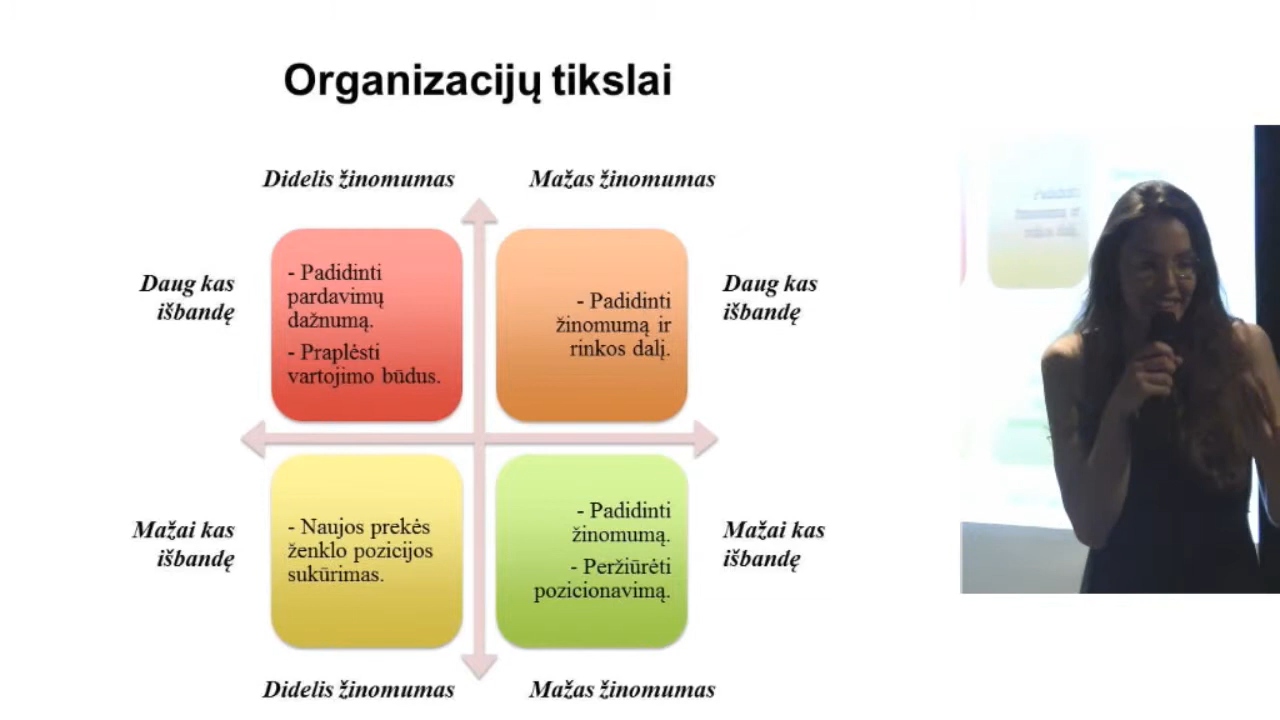 Organizacijų tikslai
Didelis žinomumas
Mažas žinomumas
Daug kas
išbandę
- Padidinti
pardavimų
dažnumą.
- Praplėsti
vartojimo būdus.
- Padidinti
žinomumą ir
rinkos dalį.
Daug kas
išbandę
Mažai kas
išbandę
- Naujos prekės
ženklo pozicijos
sukūrimas.
- Padidinti
žinomumą.
- Peržiūrėti
pozicionavimą.
Mažai kas
išbandę
Didelis žinomumas
Mažas žinomumas